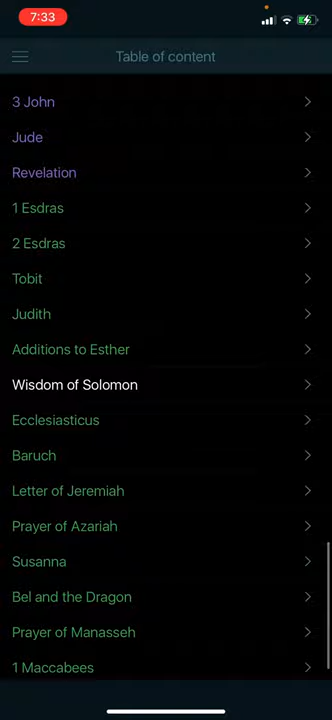 7:33
Table of content
3 John
Jude
Revelation
1 Esdras
2 Esdras
Tobit
Judith
Additions to Esther
Wisdom of Solomon
Ecclesiasticus
Baruch
Letter of Jeremiah
Prayer of Azariah
Susanna
Bel and the Dragon
Prayer of Manasseh
1 Maccabees